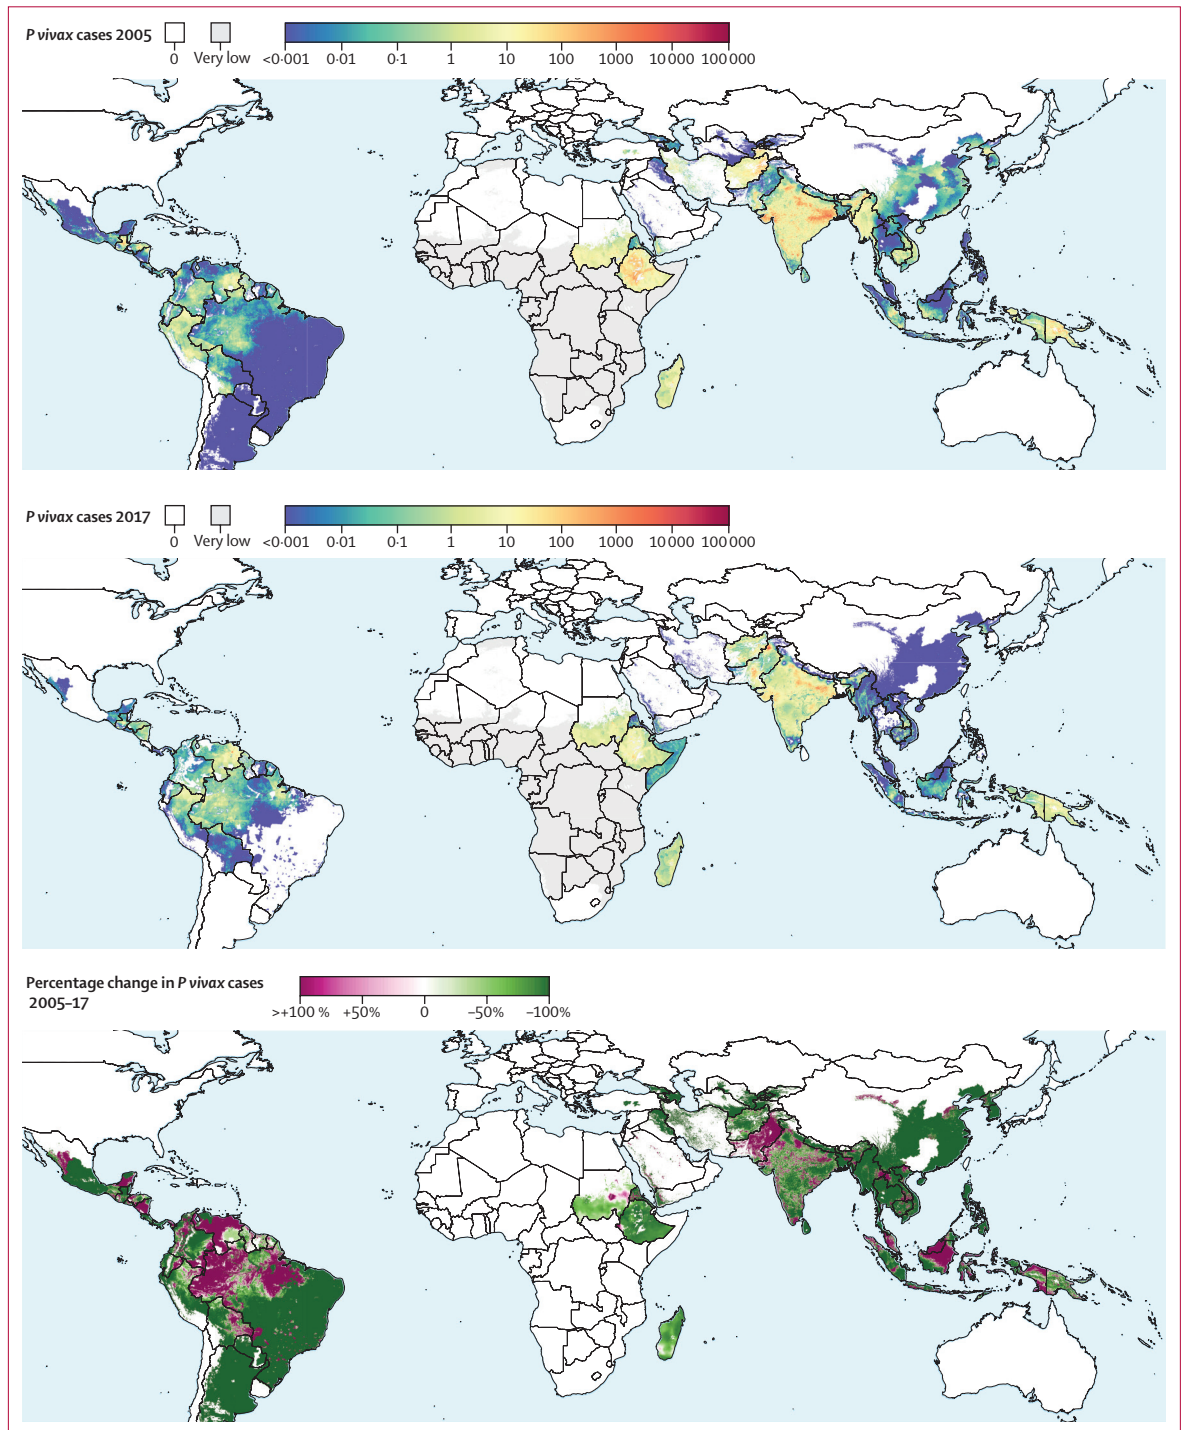 P vivax cases 2005
0
Very low
<0·001 0·01 0·1 1 10 100 1000 10 000 100 000
P vivax cases 2017
0
Very low
<0·001 0·01 0·1 1 10 100 1000 10 000 100 000
Percentage change in P vivax cases
2005–17
>+100 % +50% 0 –50% –100%